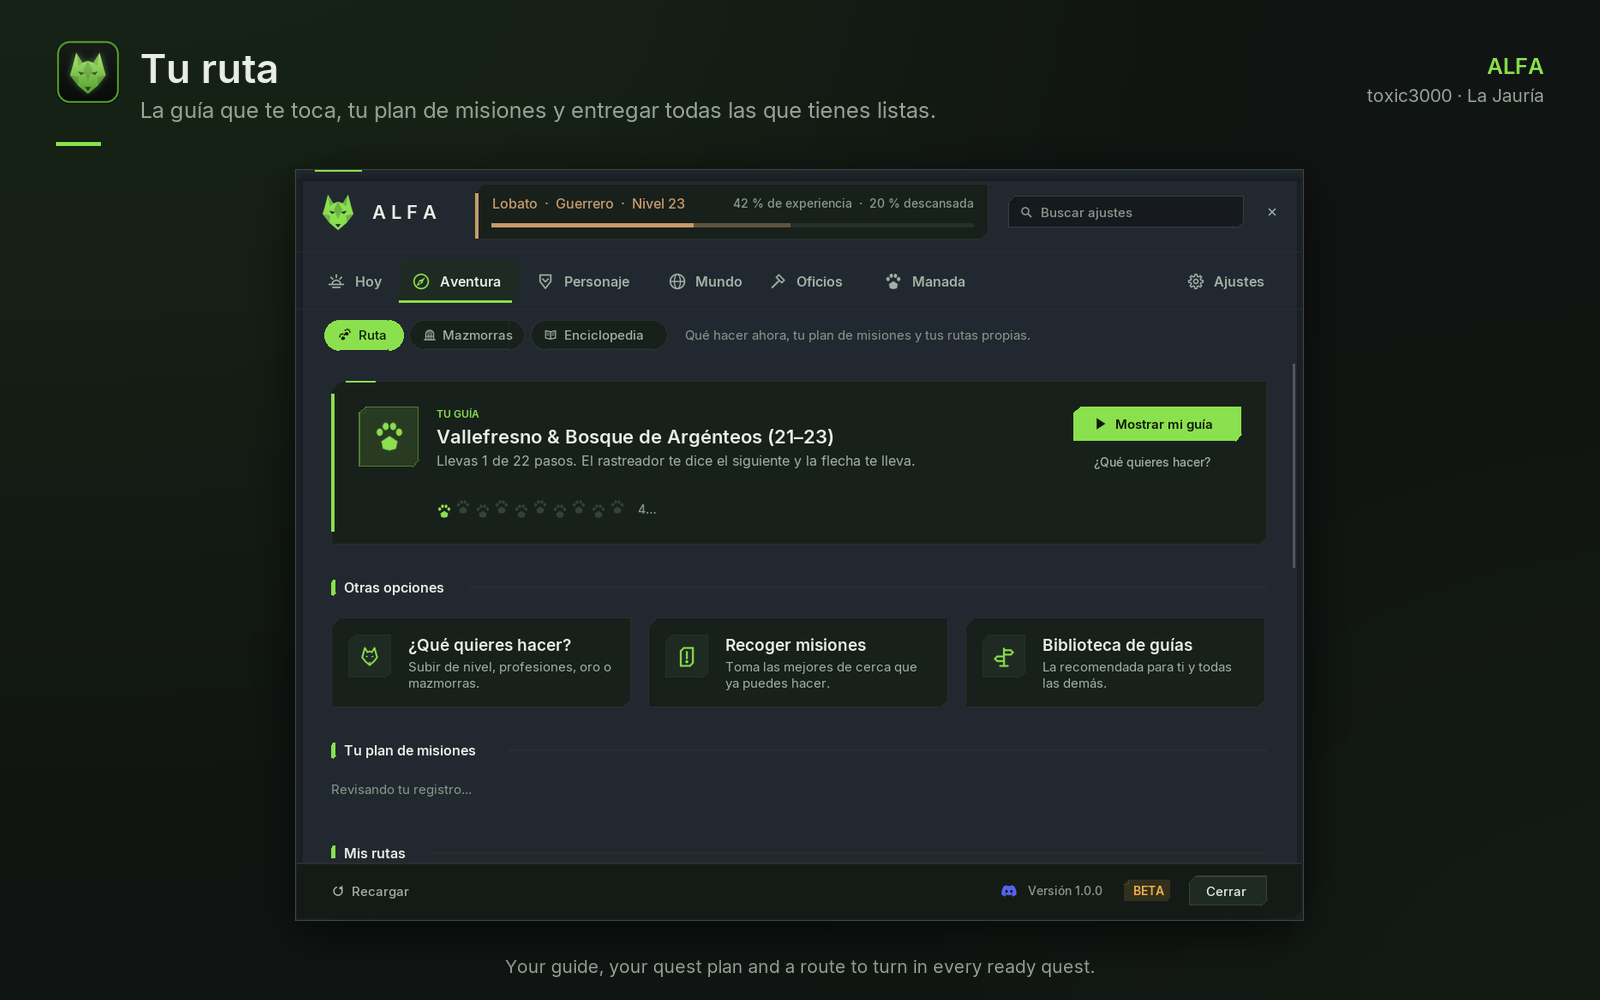 Tu ruta
La guía que te toca, tu plan de misiones y entregar todas las que tienes listas.
ALFA
toxic3000 · La Jauría
ALFA
Lobato · Guerrero · Nivel 23
42 % de experiencia · 20 % descansada
Buscar ajustes
Hoy
Aventura
Personaje
Mundo
Oficios
Manada
Ajustes
Ruta
Mazmorras
Enciclopedia
Qué hacer ahora, tu plan de misiones y tus rutas propias.
TU GUÍA
Vallefresno & Bosque de Argénteos (21–23)
Llevas 1 de 22 pasos. El rastreador te dice el siguiente y la flecha te lleva.
4...
Mostrar mi guía
¿Qué quieres hacer?
Otras opciones
¿Qué quieres hacer?
Subir de nivel, profesiones, oro o
mazmorras.
Recoger misiones
Toma las mejores de cerca que
ya puedes hacer.
Biblioteca de guías
La recomendada para ti y todas
las demás.
Tu plan de misiones
Revisando tu registro...
Mis rutas
Recargar
Versión 1.0.0
BETA
Cerrar
Your guide, your quest plan and a route to turn in every ready quest.